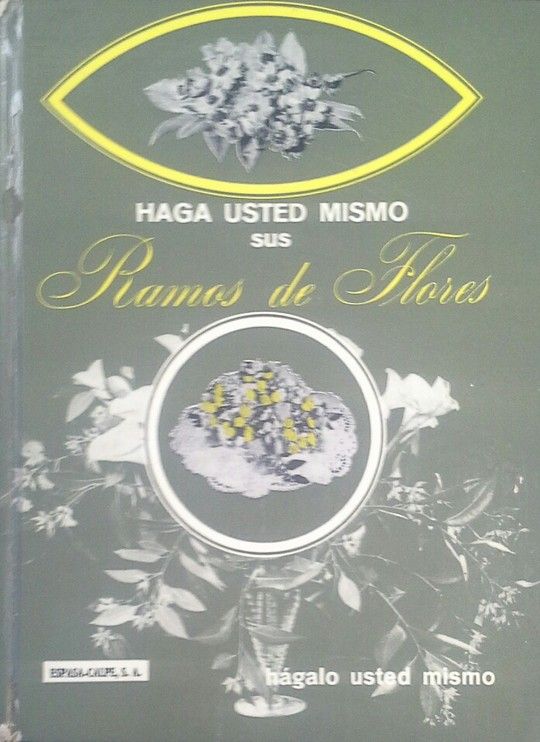 HAGA USTED MISMO
sus
Ramos de Flores
ESPASA-CALPE, S. A.
hágalo usted mismo